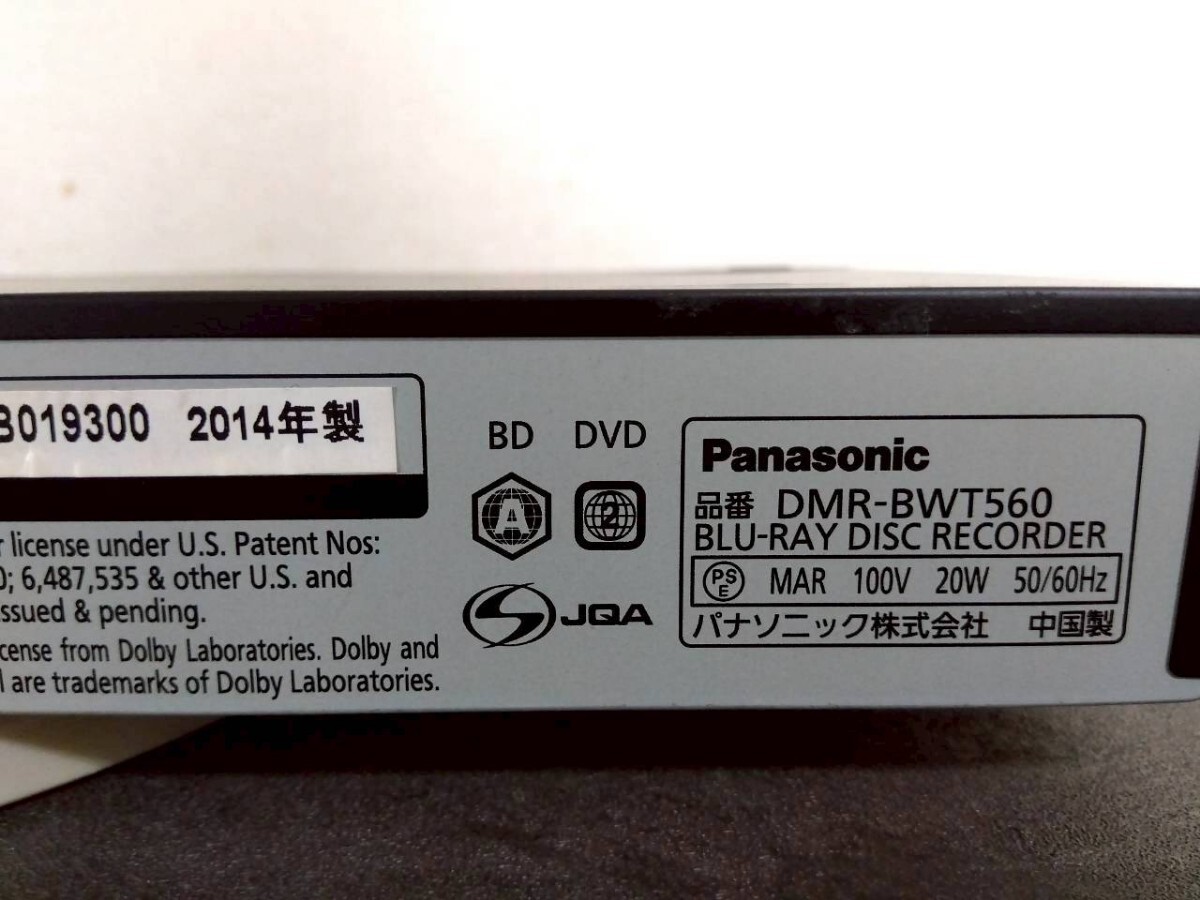 B019300 2014年製
r license under U.S. Patent Nos:
0; 6,487,535 & other U.S. and
ssued & pending.
cense from Dolby Laboratories. Dolby and
l are trademarks of Dolby Laboratories.
BD DVD
A 2
JQA
Panasonic
品番 DMR-BWT560
BLU-RAY DISC RECORDER
PSE MAR 100V 20W 50/60Hz
パナソニック株式会社 中国製